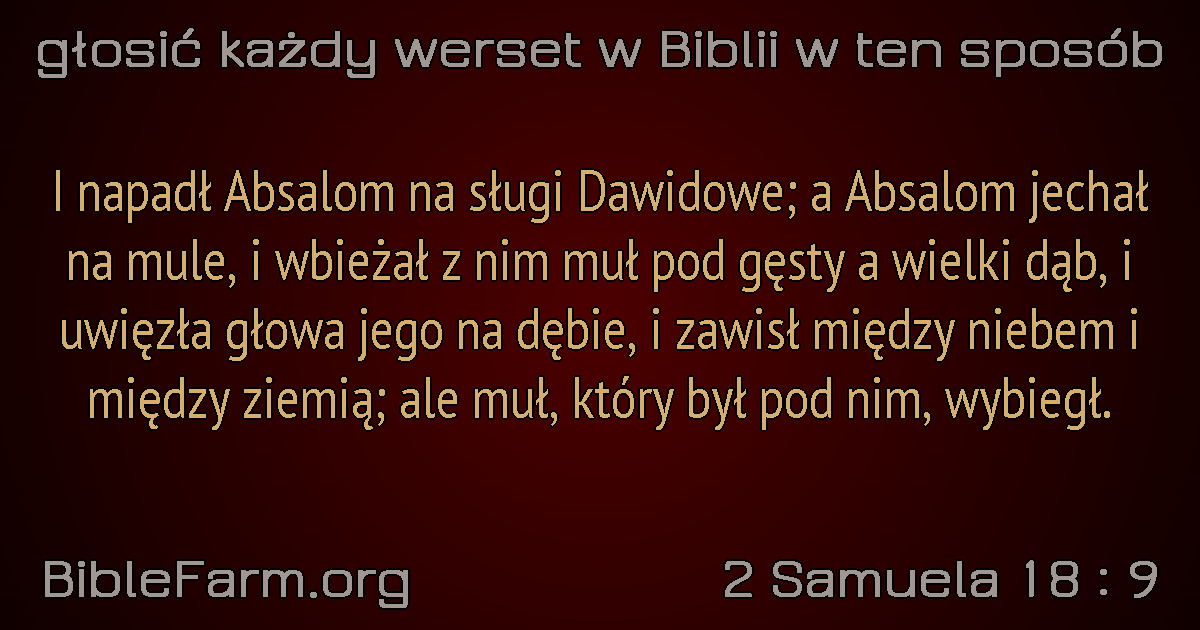 głosić każdy werset w Biblii w ten sposób
I napadł Absalom na sługi Dawidowe; a Absalom jechał
na mule, i wbieżał z nim muł pod gęsty a wielki dąb, i
uwięzła głowa jego na dębie, i zawisł między niebem i
między ziemią; ale muł, który był pod nim, wybiegł.
BibleFarm.org
2 Samuela 18 : 9